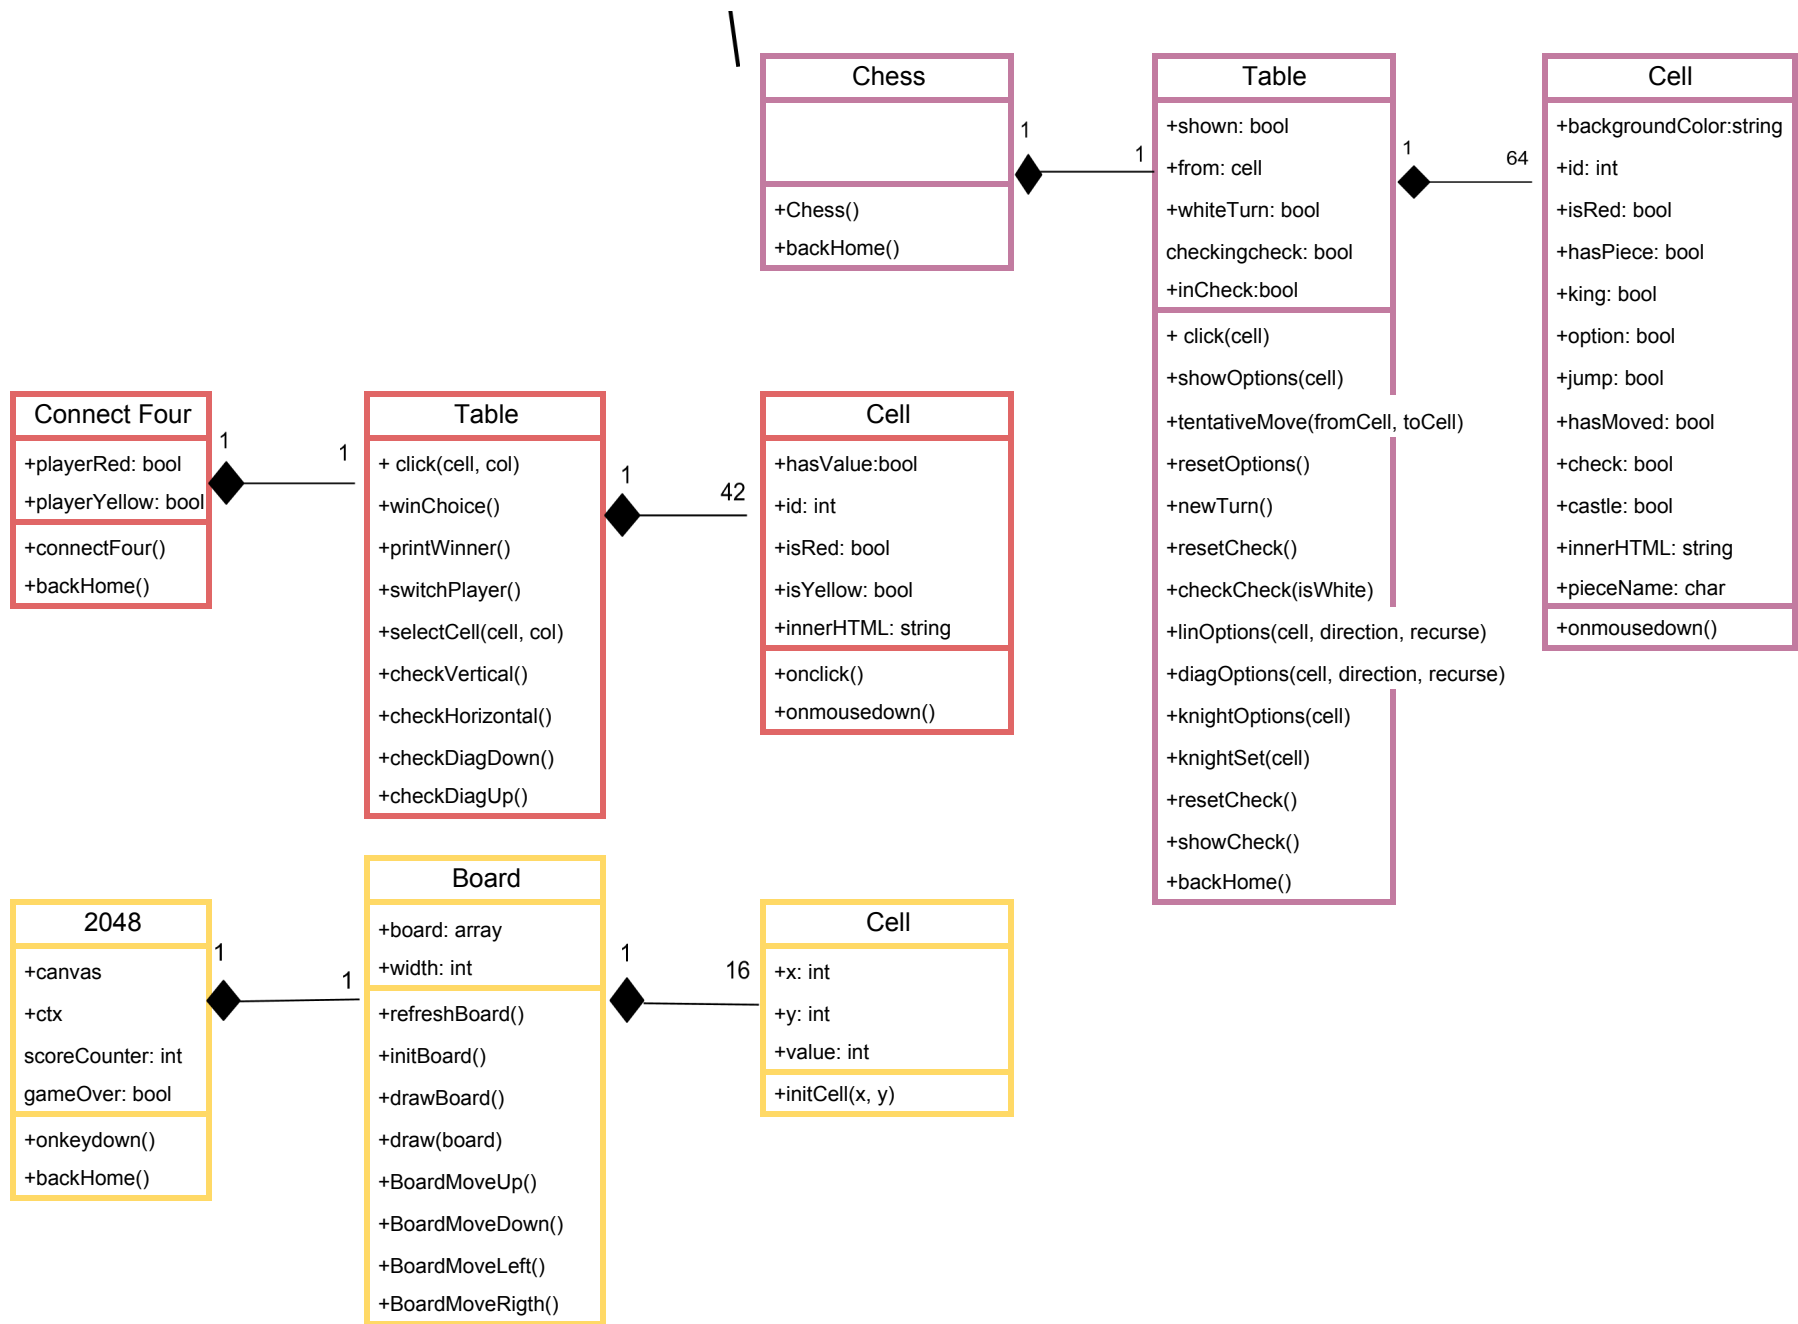 Chess
+Chess()
+backHome()
1
1
Table
+shown: bool
+from: cell
+whiteTurn: bool
checkingcheck: bool
+inCheck:bool
+ click(cell)
+showOptions(cell)
+tentativeMove(fromCell, toCell)
+resetOptions()
+newTurn()
+resetCheck()
+checkCheck(isWhite)
+linOptions(cell, direction, recurse)
+diagOptions(cell, direction, recurse)
+knightOptions(cell)
+knightSet(cell)
+resetCheck()
+showCheck()
+backHome()
1
64
Cell
+backgroundColor:string
+id: int
+isRed: bool
+hasPiece: bool
+king: bool
+option: bool
+jump: bool
+hasMoved: bool
+check: bool
+castle: bool
+innerHTML: string
+pieceName: char
+onmousedown()
Connect Four
+playerRed: bool
+playerYellow: bool
+connectFour()
+backHome()
1
1
Table
+ click(cell, col)
+winChoice()
+printWinner()
+switchPlayer()
+selectCell(cell, col)
+checkVertical()
+checkHorizontal()
+checkDiagDown()
+checkDiagUp()
1
42
Cell
+hasValue:bool
+id: int
+isRed: bool
+isYellow: bool
+innerHTML: string
+onclick()
+onmousedown()
2048
+canvas
+ctx
scoreCounter: int
gameOver: bool
+onkeydown()
+backHome()
1
1
Board
+board: array
+width: int
+refreshBoard()
+initBoard()
+drawBoard()
+draw(board)
+BoardMoveUp()
+BoardMoveDown()
+BoardMoveLeft()
+BoardMoveRigth()
1
16
Cell
+x: int
+y: int
+value: int
+initCell(x, y)